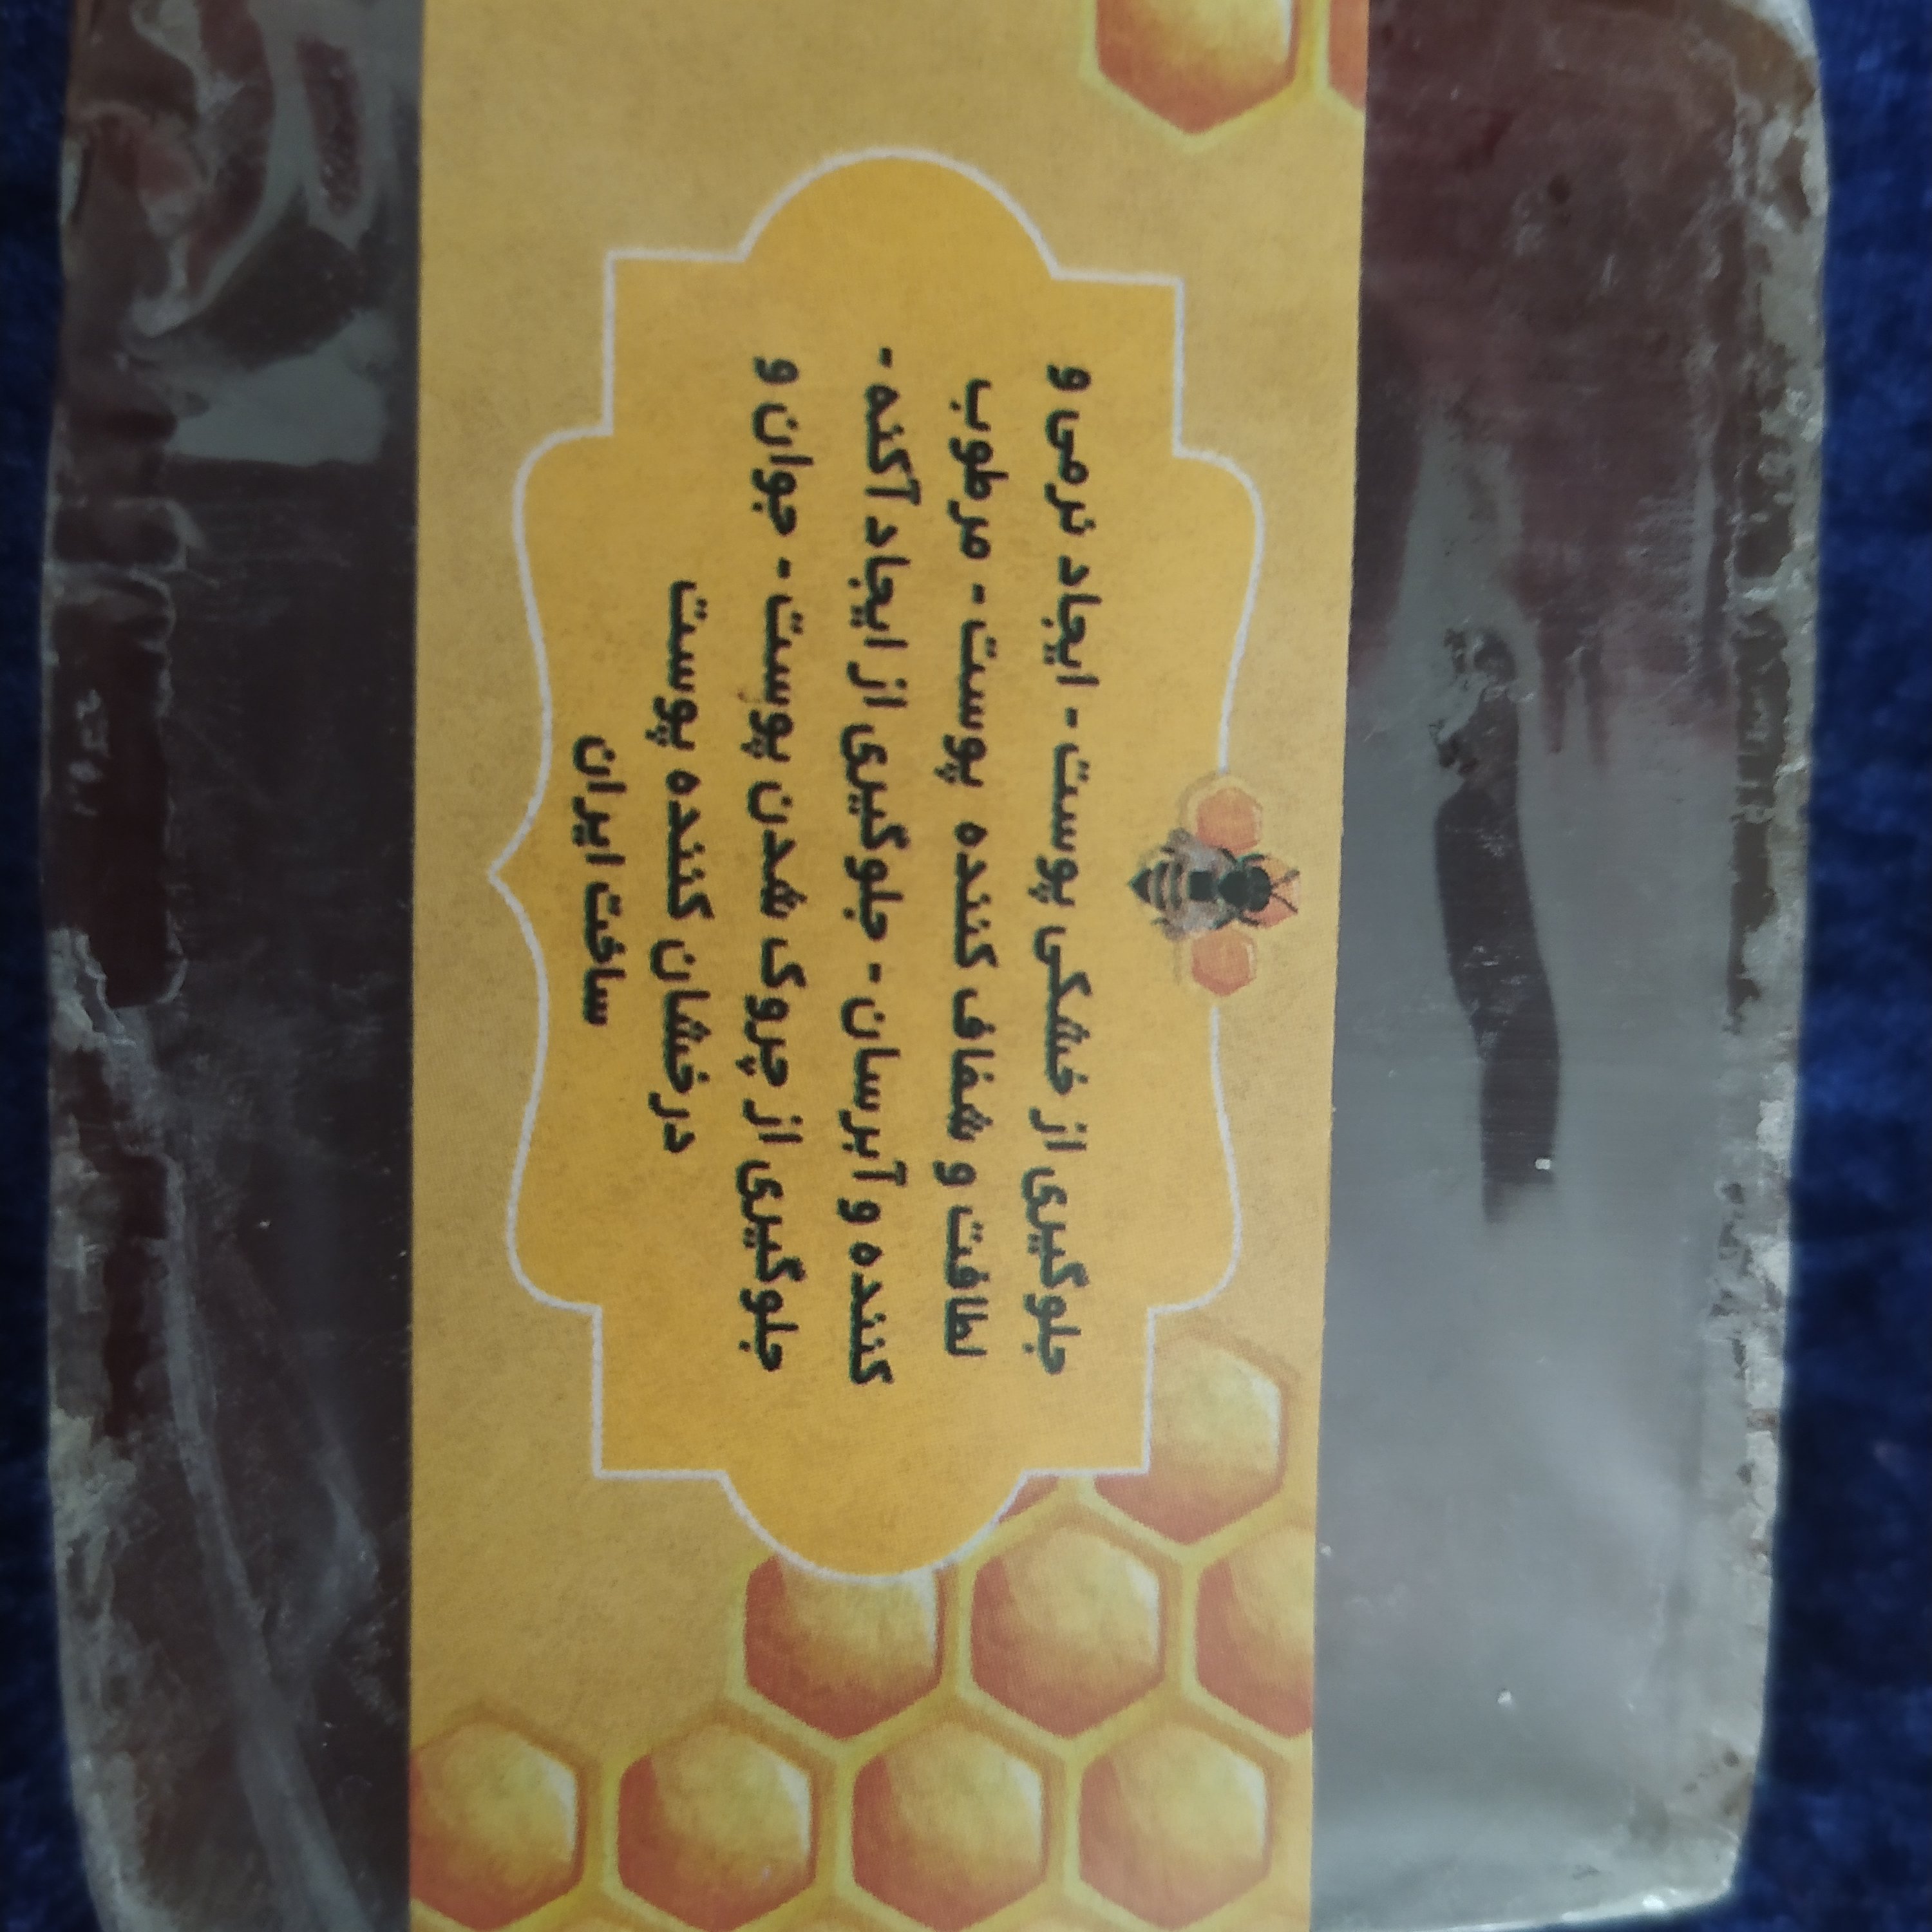 جلوگیری از خشکی پوست - ایجاد نرمی و
لطافت و شفاف کننده پوست - مرطوب
کننده و آبرسان - جلوگیری از ایجاد آکنه -
جلوگیری از چروک شدن پوست - جوان و
درخشان کننده پوست
ساخت ایران